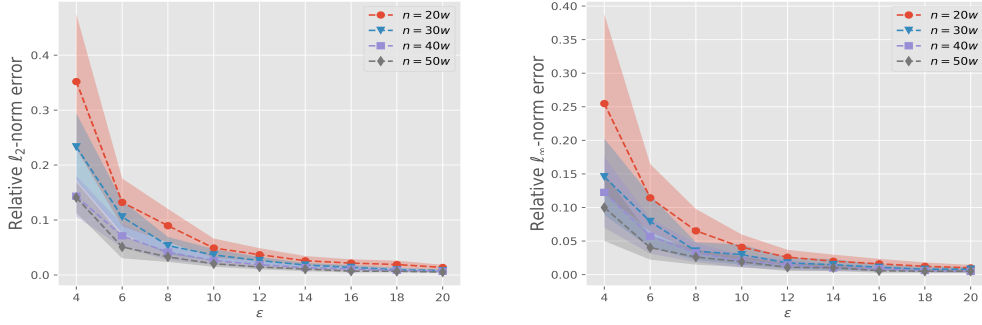 Relative ℓ₂-norm error
0.4
0.3
0.2
0.1
0.0
4 6 8 10 12 14 16 18 20
ε
n = 20w
n = 30w
n = 40w
n = 50w
Relative ℓ∞-norm error
0.40
0.35
0.30
0.25
0.20
0.15
0.10
0.05
0.00
4 6 8 10 12 14 16 18 20
ε
n = 20w
n = 30w
n = 40w
n = 50w